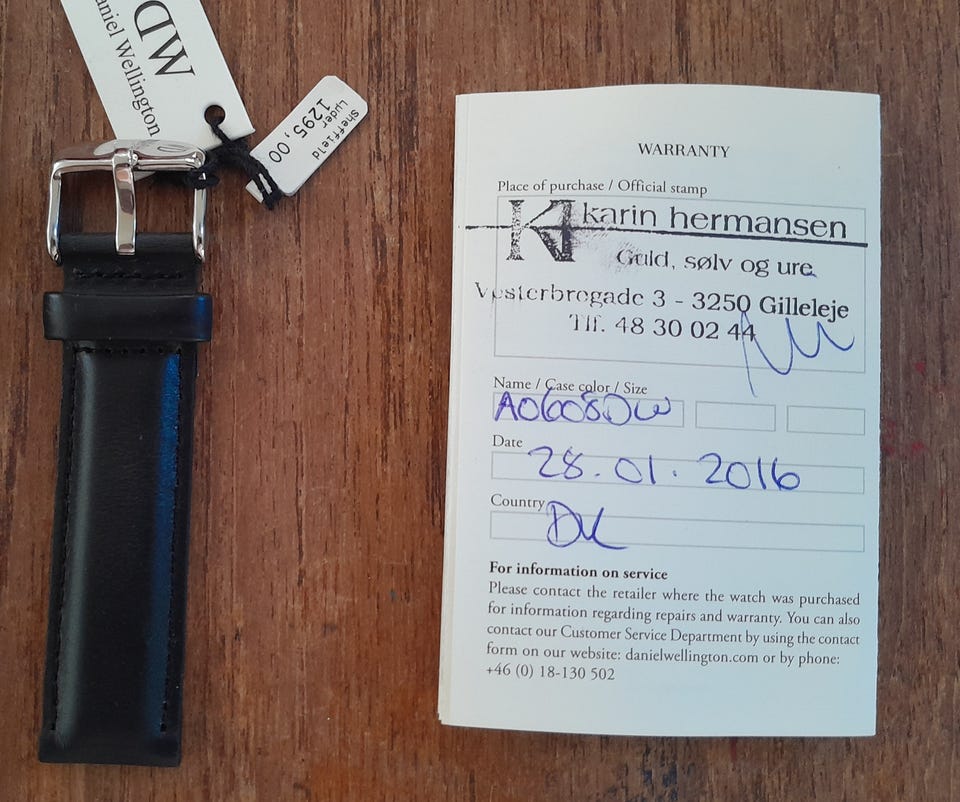 DW
Daniel Wellington
Sheffield
Luder
1295,00
WARRANTY
Place of purchase / Official stamp
KH karin hermansen
Guld, sølv og ure
Vesterbrogade 3 - 3250 Gilleleje
Tlf. 48 30 02 44
Name / Case color / Size
A0608DW
Date
28.01.2016
Country
DK
For information on service
Please contact the retailer where the watch was purchased
for information regarding repairs and warranty. You can also
contact our Customer Service Department by using the contact
form on our website: danielwellington.com or by phone:
+46 (0) 18-130 502